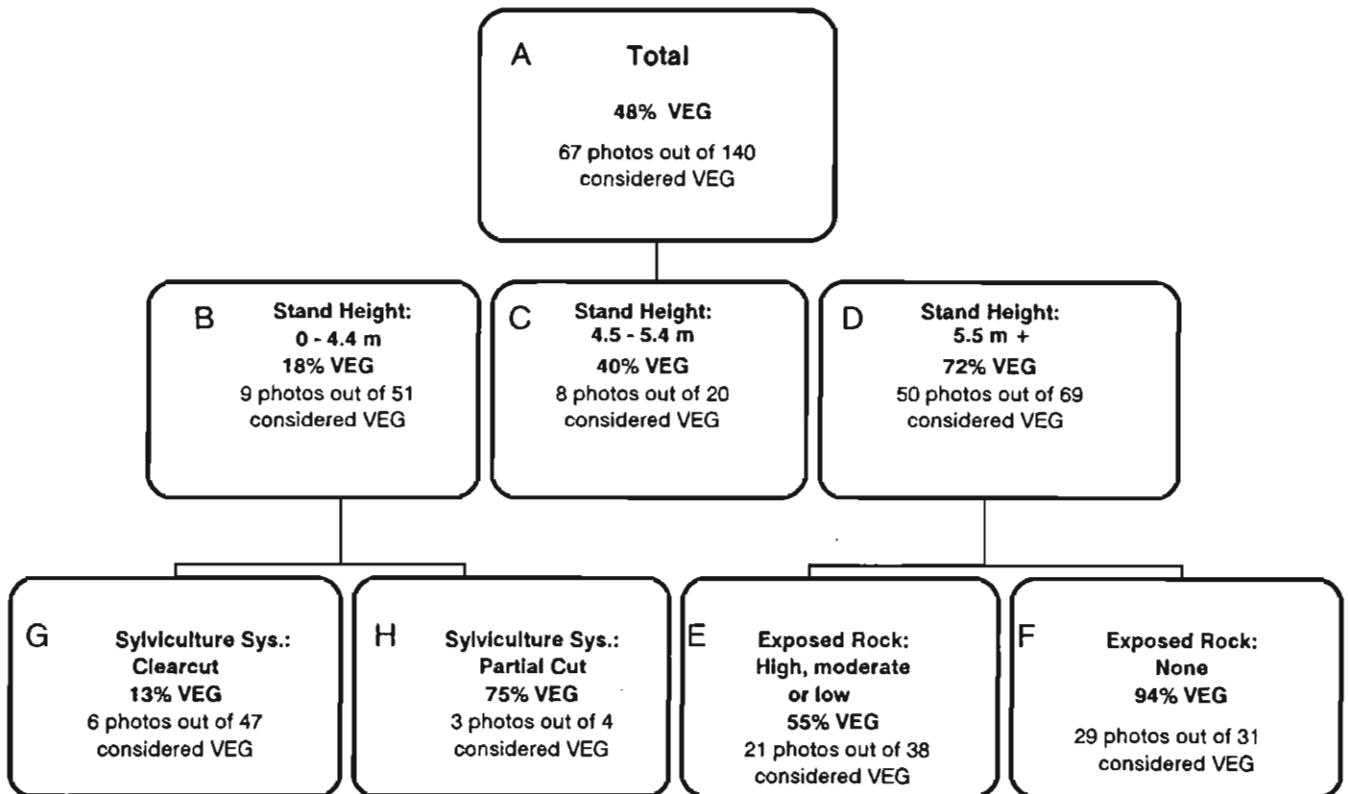 A Total
48% VEG
67 photos out of 140
considered VEG
B Stand Height:
0 - 4.4 m
18% VEG
9 photos out of 51
considered VEG
C Stand Height:
4.5 - 5.4 m
40% VEG
8 photos out of 20
considered VEG
D Stand Height:
5.5 m +
72% VEG
50 photos out of 69
considered VEG
G Sylviculture Sys.:
Clearcut
13% VEG
6 photos out of 47
considered VEG
H Sylviculture Sys.:
Partial Cut
75% VEG
3 photos out of 4
considered VEG
E Exposed Rock:
High, moderate
or low
55% VEG
21 photos out of 38
considered VEG
F Exposed Rock:
None
94% VEG
29 photos out of 31
considered VEG